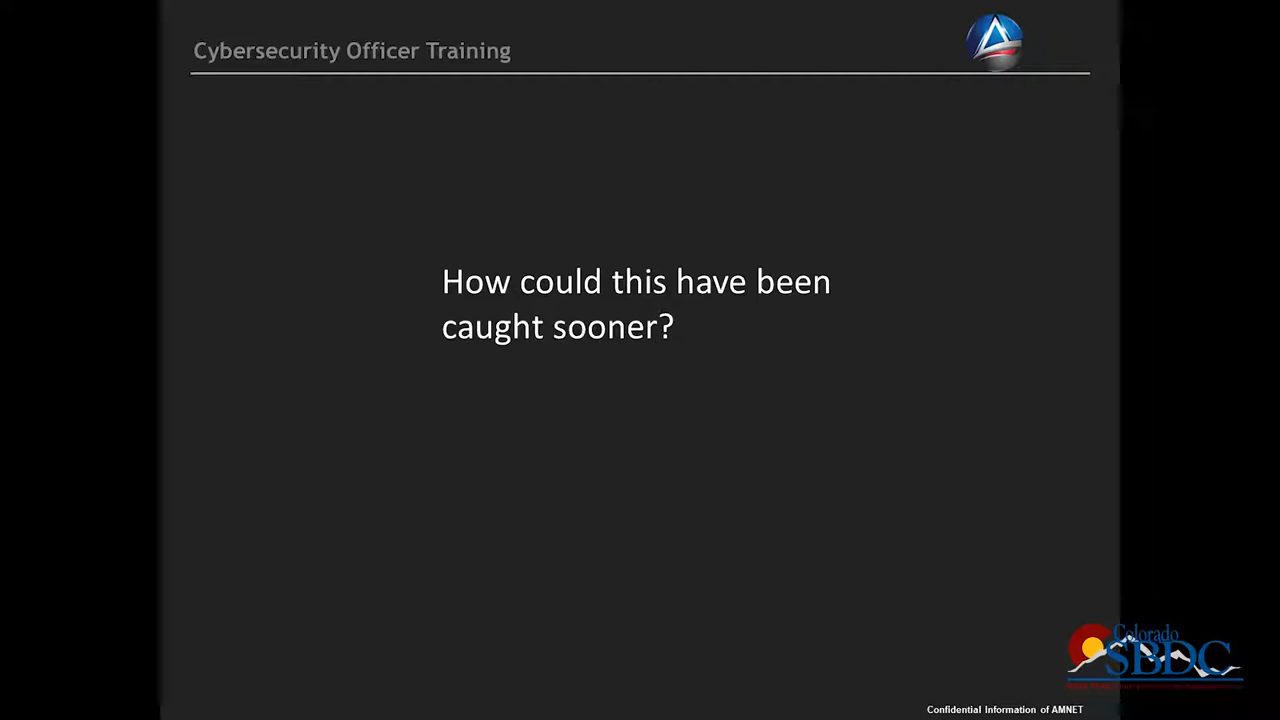 Cybersecurity Officer Training
How could this have been
caught sooner?
Colorado
SBDC
Confidential Information of AMNET